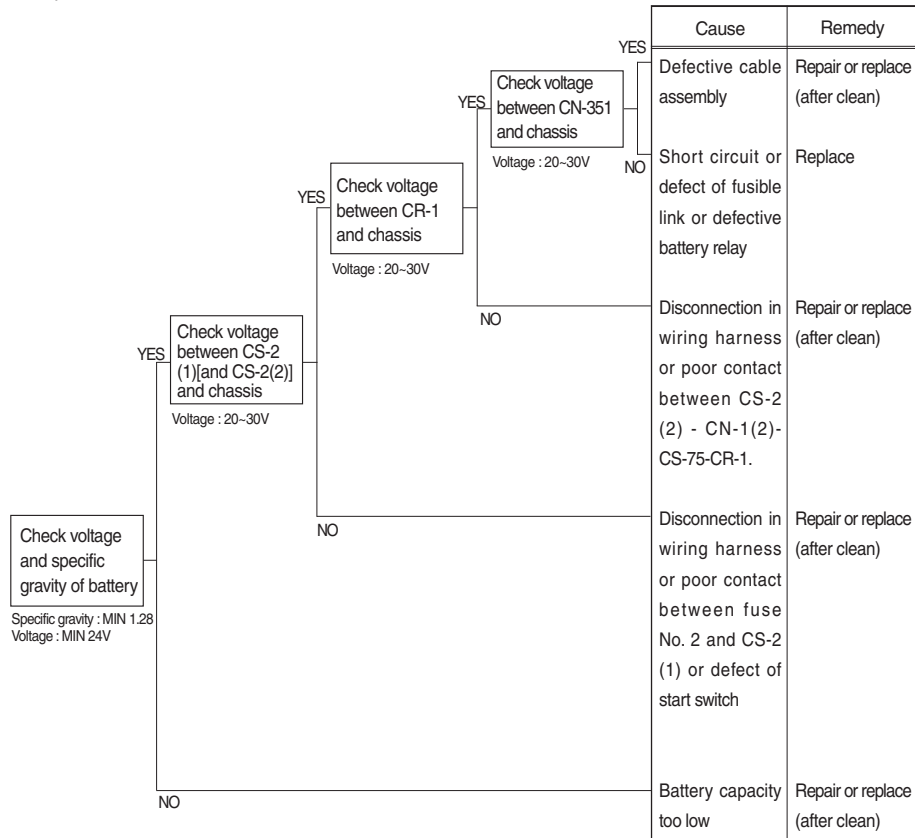 Cause
Remedy
YES
Defective cable
assembly
Repair or replace
(after clean)
Check voltage
between CN-351
and chassis
YES
Voltage : 20~30V
NO
Short circuit or
defect of fusible
link or defective
battery relay
Replace
Check voltage
between CR-1
and chassis
YES
Voltage : 20~30V
NO
Disconnection in
wiring harness
or poor contact
between CS-2
(2) - CN-1(2)-
CS-75-CR-1.
Repair or replace
(after clean)
Check voltage
between CS-2
(1)[and CS-2(2)]
and chassis
YES
Voltage : 20~30V
NO
Disconnection in
wiring harness
or poor contact
between fuse
No. 2 and CS-2
(1) or defect of
start switch
Repair or replace
(after clean)
Check voltage
and specific
gravity of battery
Specific gravity : MIN 1.28
Voltage : MIN 24V
NO
Battery capacity
too low
Repair or replace
(after clean)